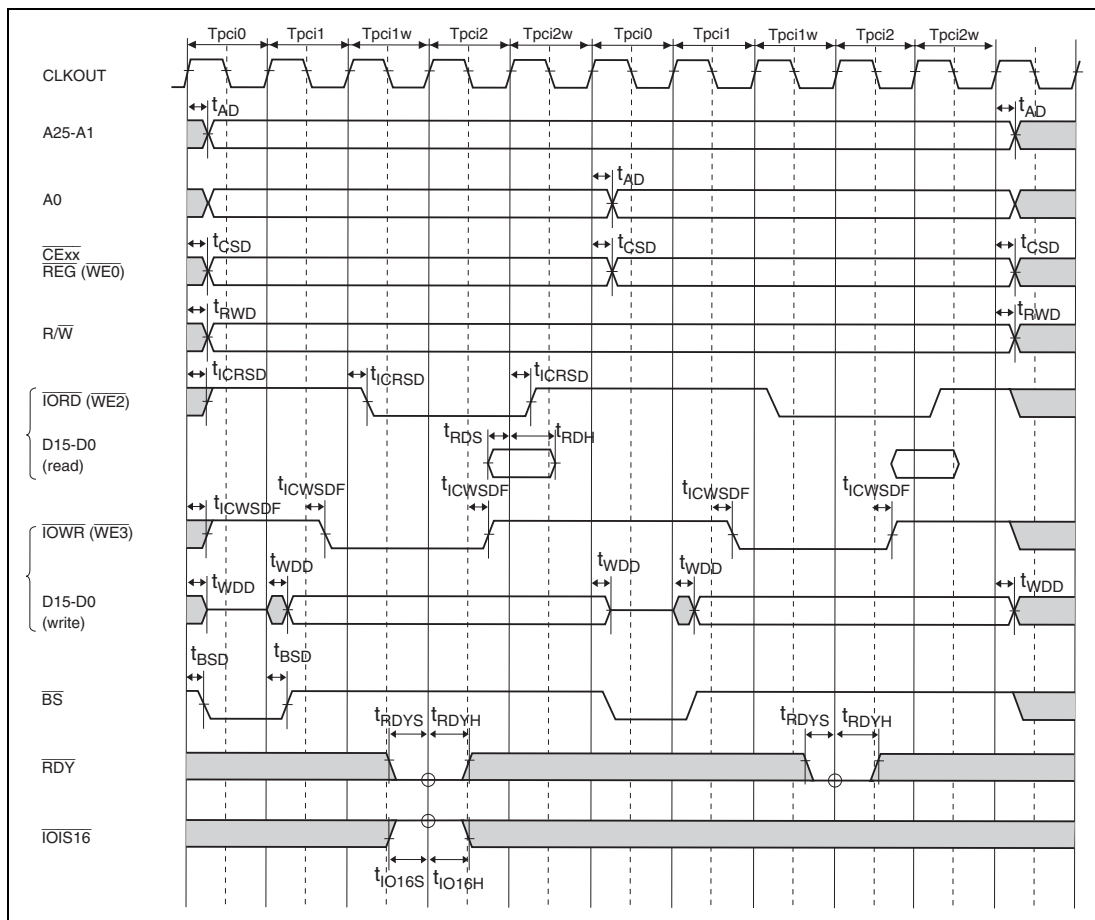 Tpci0 Tpci1 Tpci1w Tpci2 Tpci2w Tpci0 Tpci1 Tpci1w Tpci2 Tpci2w
CLKOUT
tAD tAD
A25-A1
tAD
A0
tCSD tCSD tCSD
CExx
REG (WE0)
tRWD tRWD
R/W
tICRSD tICRSD tICRSD
IORD (WE2)
tRDS tRDH
D15-D0
(read)
tICWSDF tICWSDF tICWSDF tICWSDF tICWSDF
IOWR (WE3)
tWDD tWDD tWDD tWDD tWDD
D15-D0
(write)
tBSD tBSD
BS
tRDYS tRDYH tRDYS tRDYH
RDY
IOIS16
tIO16S tIO16H